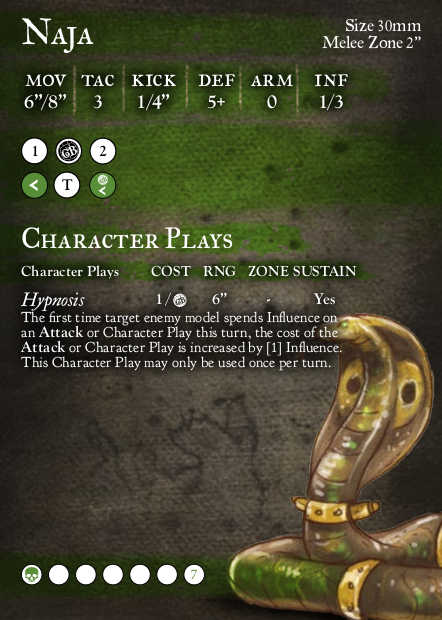 Naja
Size 30mm
Melee Zone 2"
MOV TAC KICK DEF ARM INF
6"/8" 3 1/4" 5+ 0 1/3
1 GB 2
< T GB <
Character Plays
Character Plays COST RNG ZONE SUSTAIN
Hypnosis 1/GB 6" - Yes
The first time target enemy model spends Influence on
an Attack or Character Play this turn, the cost of the
Attack or Character Play is increased by [1] Influence.
This Character Play may only be used once per turn.
7